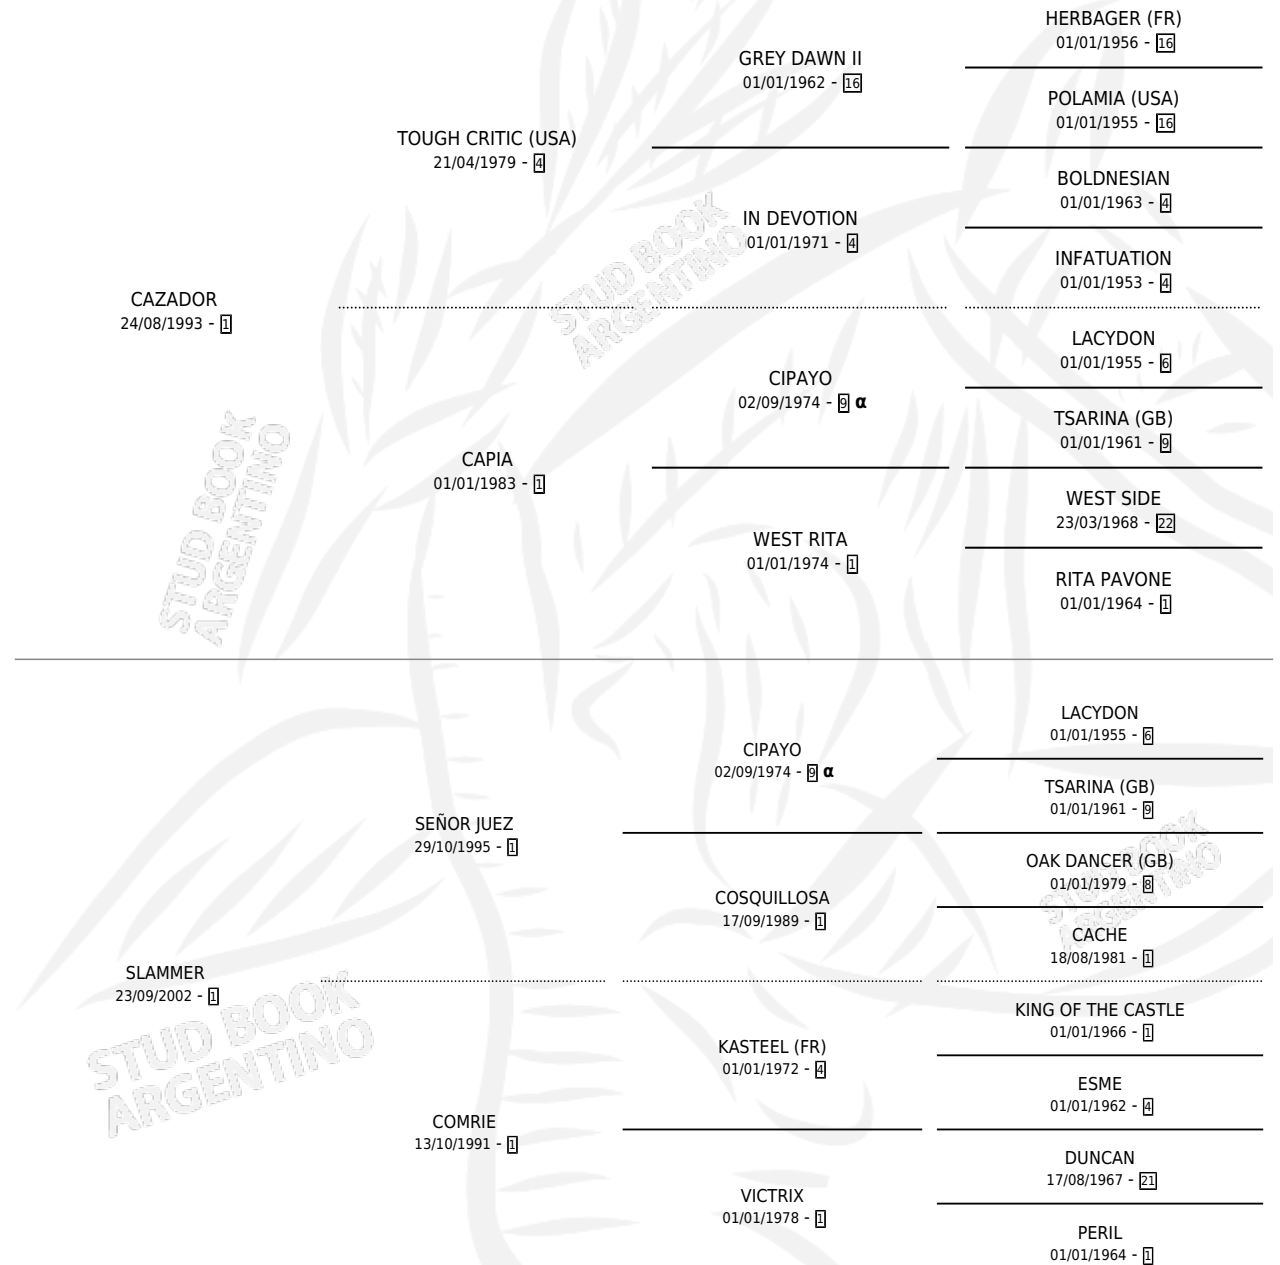 HERBAGER (FR)
01/01/1956 - 16
GREY DAWN II
01/01/1962 - 16
POLAMIA (USA)
01/01/1955 - 16
TOUGH CRITIC (USA)
21/04/1979 - 4
BOLDNESIAN
01/01/1963 - 4
IN DEVOTION
01/01/1971 - 4
INFATUATION
01/01/1953 - 4
CAZADOR
24/08/1993 - 1
LACYDON
01/01/1955 - 6
CIPAYO
02/09/1974 - 9 α
TSARINA (GB)
01/01/1961 - 9
CAPIA
01/01/1983 - 1
WEST SIDE
23/03/1968 - 22
WEST RITA
01/01/1974 - 1
RITA PAVONE
01/01/1964 - 1
STUD BOOK
ARGENTINO
STUD BOOK
ARGENTINO
LACYDON
01/01/1955 - 6
CIPAYO
02/09/1974 - 9 α
TSARINA (GB)
01/01/1961 - 9
SEÑOR JUEZ
29/10/1995 - 1
OAK DANCER (GB)
01/01/1979 - 8
COSQUILLOSA
17/09/1989 - 1
CACHE
18/08/1981 - 1
SLAMMER
23/09/2002 - 1
KING OF THE CASTLE
01/01/1966 - 1
KASTEEL (FR)
01/01/1972 - 4
ESME
01/01/1962 - 4
COMRIE
13/10/1991 - 1
DUNCAN
17/08/1967 - 21
VICTRIX
01/01/1978 - 1
PERIL
01/01/1964 - 1
STUD BOOK
ARGENTINO
STUD BOOK
ARGENTINO